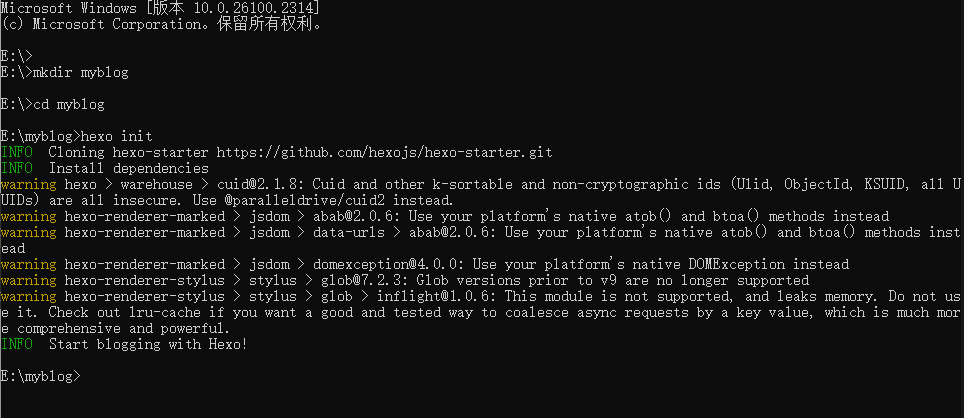 Microsoft Windows [版本 10.0.26100.2314]
(c) Microsoft Corporation。保留所有权利。
E:\>
E:\>mkdir myblog
E:\>cd myblog
E:\myblog>hexo init
INFO  Cloning hexo-starter https://github.com/hexojs/hexo-starter.git
INFO  Install dependencies
warning hexo > warehouse > cuid@2.1.8: Cuid and other k-sortable and non-cryptographic ids (Ulid, ObjectId, KSUID, all U
UIDs) are all insecure. Use @paralleldrive/cuid2 instead.
warning hexo-renderer-marked > jsdom > abab@2.0.6: Use your platform's native atob() and btoa() methods instead
warning hexo-renderer-marked > jsdom > data-urls > abab@2.0.6: Use your platform's native atob() and btoa() methods inst
ead
warning hexo-renderer-marked > jsdom > domexception@4.0.0: Use your platform's native DOMException instead
warning hexo-renderer-stylus > stylus > glob@7.2.3: Glob versions prior to v9 are no longer supported
warning hexo-renderer-stylus > stylus > glob > inflight@1.0.6: This module is not supported, and leaks memory. Do not us
e it. Check out lru-cache if you want a good and tested way to coalesce async requests by a key value, which is much mor
e comprehensive and powerful.
INFO  Start blogging with Hexo!
E:\myblog>